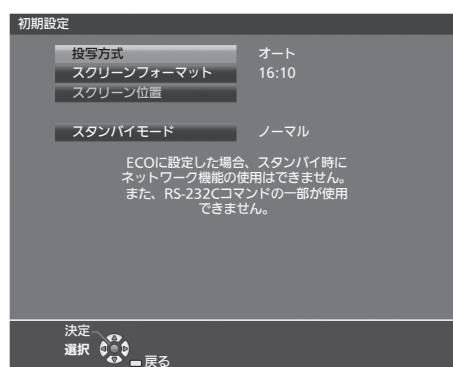 初期設定
投写方式 オート
スクリーンフォーマット 16:10
スクリーン位置
スタンバイモード ノーマル
ECOに設定した場合、スタンバイ時に
ネットワーク機能の使用はできません。
また、RS-232Cコマンドの一部が使用
できません。
決定
選択
戻る